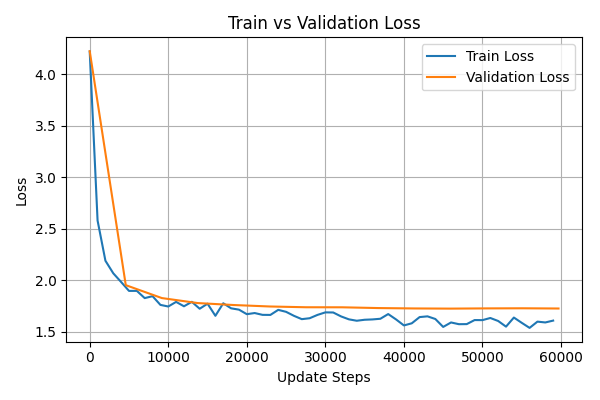 Train vs Validation Loss
Train Loss
Validation Loss
4.0
3.5
3.0
2.5
2.0
1.5
Loss
0 10000 20000 30000 40000 50000 60000
Update Steps